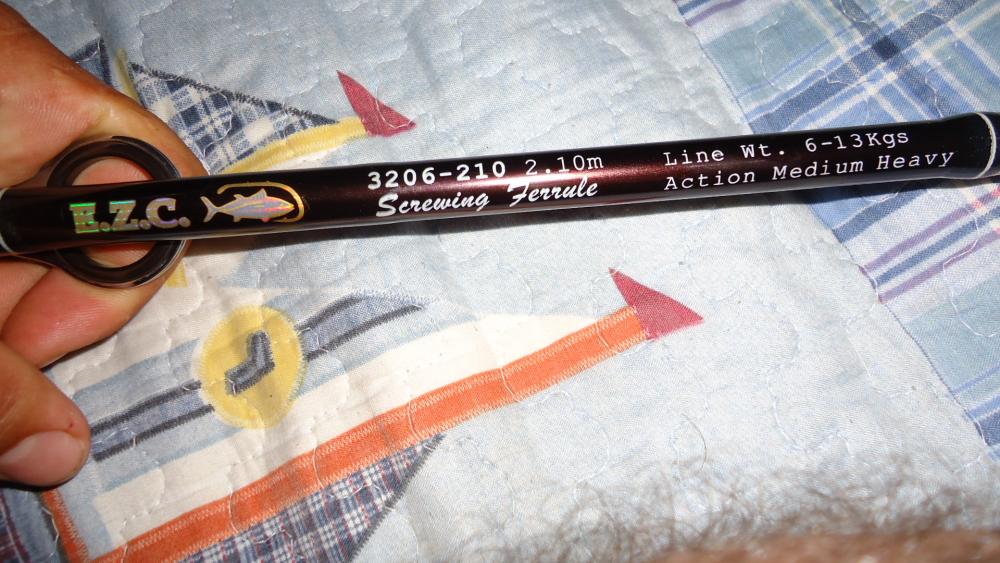 E.Z.C.
3206-210 2.10m
Screwing Ferrule
Line Wt. 6-13Kgs
Action Medium Heavy